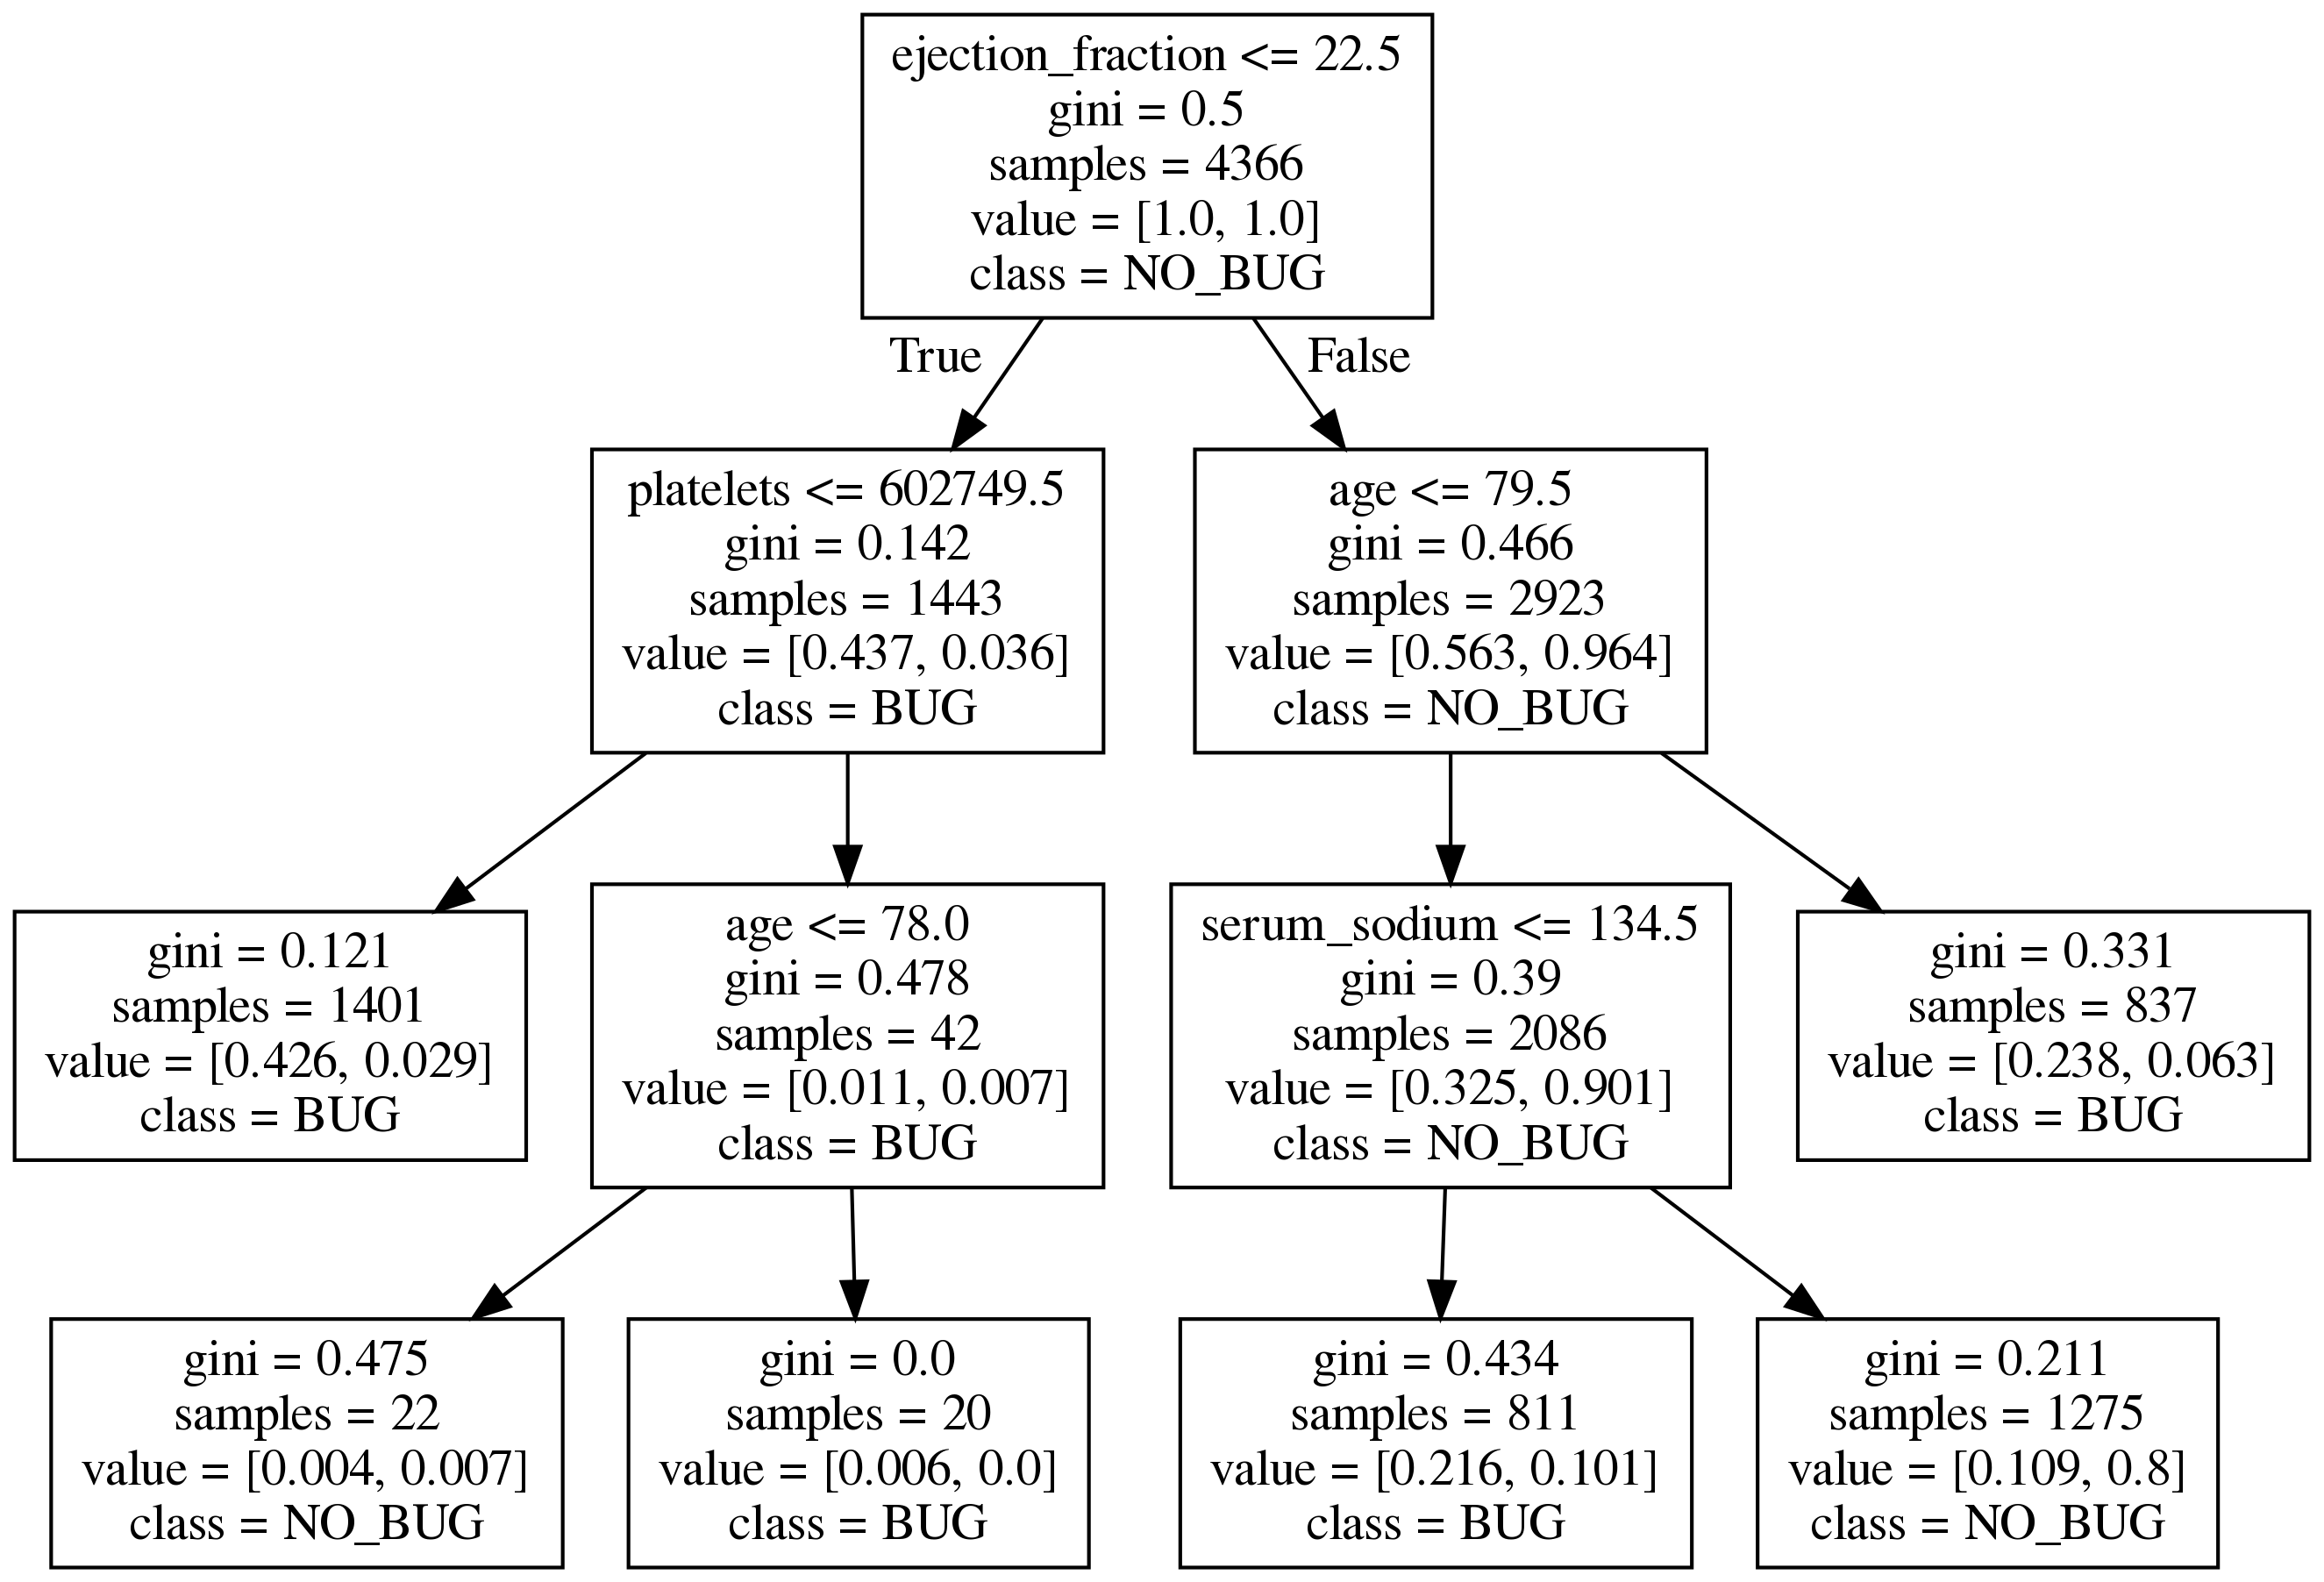 ejection_fraction <= 22.5
gini = 0.5
samples = 4366
value = [1.0, 1.0]
class = NO_BUG
True
False
platelets <= 602749.5
gini = 0.142
samples = 1443
value = [0.437, 0.036]
class = BUG
age <= 79.5
gini = 0.466
samples = 2923
value = [0.563, 0.964]
class = NO_BUG
gini = 0.121
samples = 1401
value = [0.426, 0.029]
class = BUG
age <= 78.0
gini = 0.478
samples = 42
value = [0.011, 0.007]
class = BUG
serum_sodium <= 134.5
gini = 0.39
samples = 2086
value = [0.325, 0.901]
class = NO_BUG
gini = 0.331
samples = 837
value = [0.238, 0.063]
class = BUG
gini = 0.475
samples = 22
value = [0.004, 0.007]
class = NO_BUG
gini = 0.0
samples = 20
value = [0.006, 0.0]
class = BUG
gini = 0.434
samples = 811
value = [0.216, 0.101]
class = BUG
gini = 0.211
samples = 1275
value = [0.109, 0.8]
class = NO_BUG